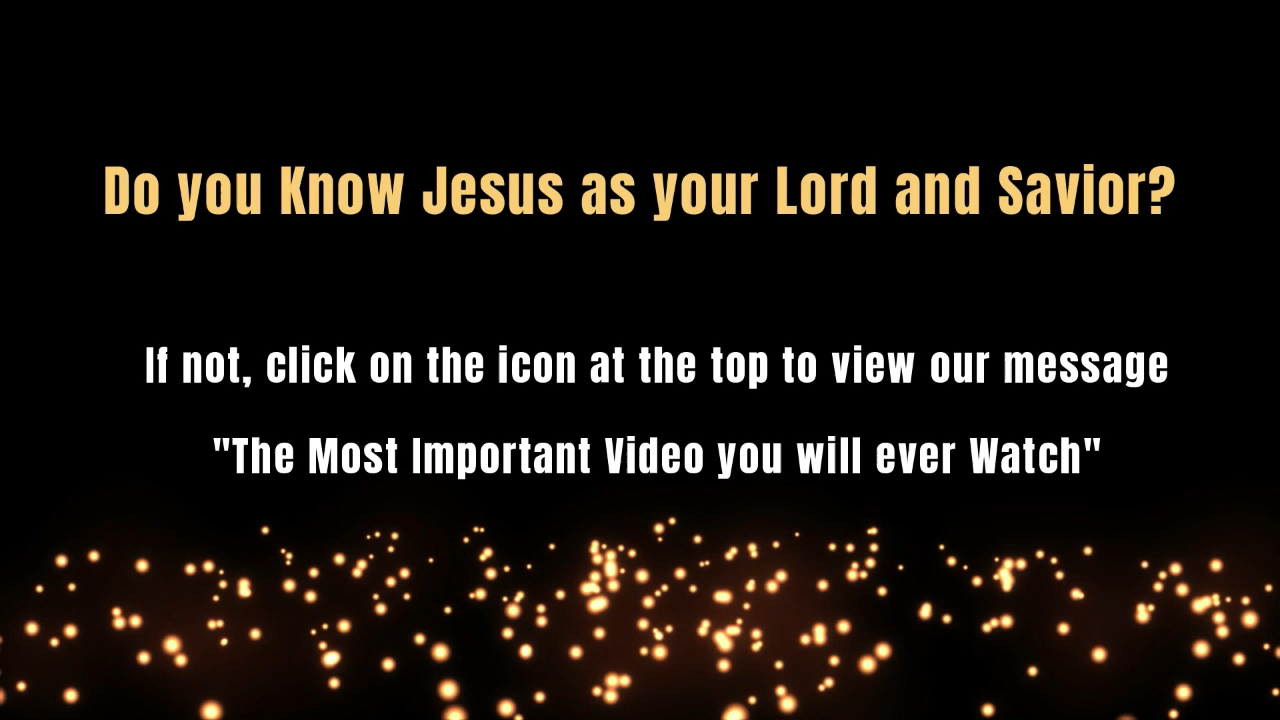 Do you Know Jesus as your Lord and Savior?
If not, click on the icon at the top to view our message
"The Most Important Video you will ever Watch"